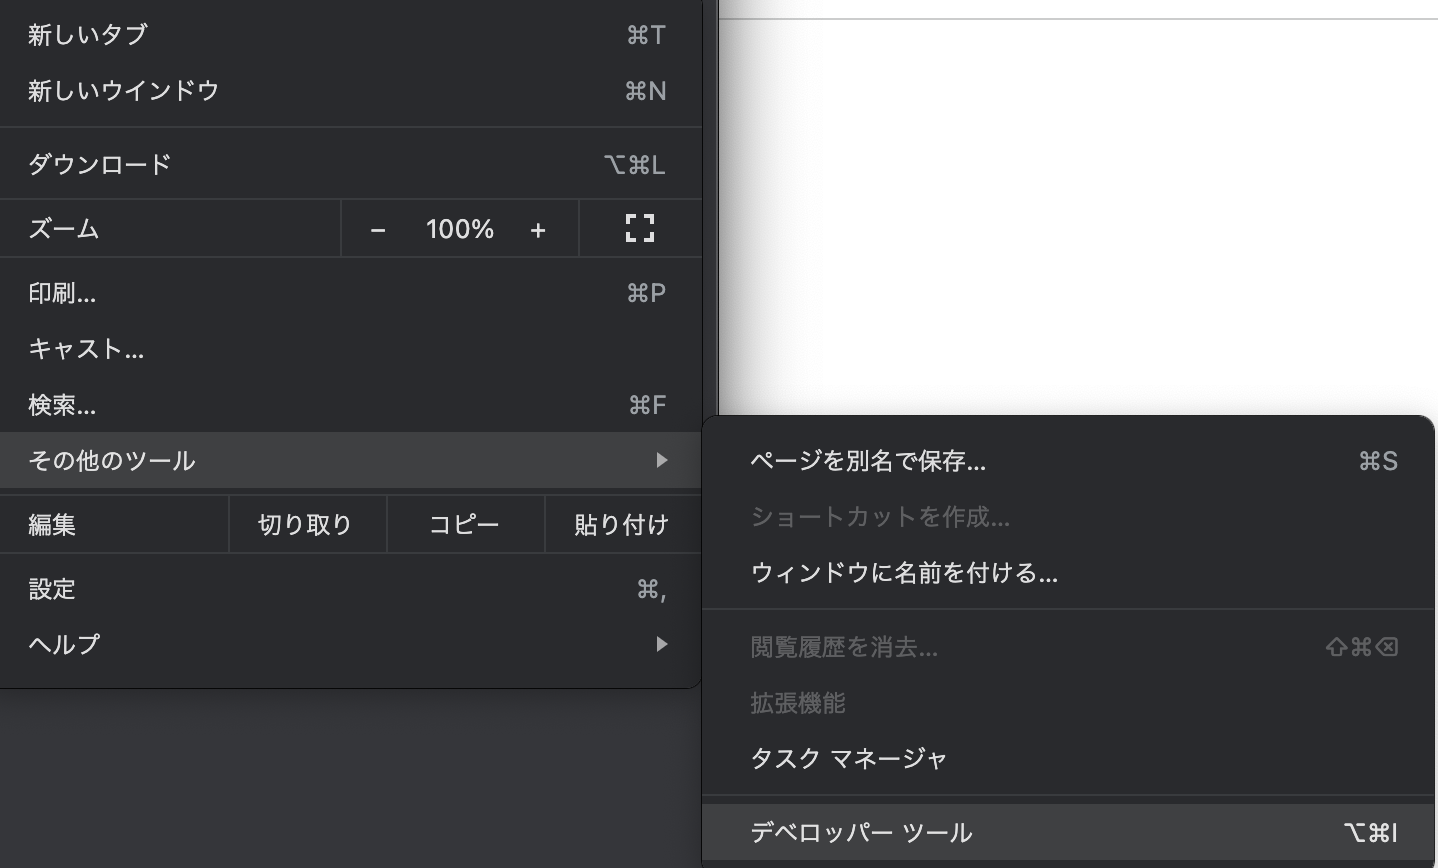 新しいタブ ⌘T
新しいウインドウ ⌘N
ダウンロード ⌥⌘L
ズーム − 100% +
印刷... ⌘P
キャスト...
検索... ⌘F
その他のツール
編集 切り取り コピー 貼り付け
設定 ⌘,
ヘルプ
ページを別名で保存... ⌘S
ショートカットを作成...
ウィンドウに名前を付ける...
閲覧履歴を消去... ⇧⌘⌫
拡張機能
タスク マネージャ
デベロッパー ツール ⌥⌘I